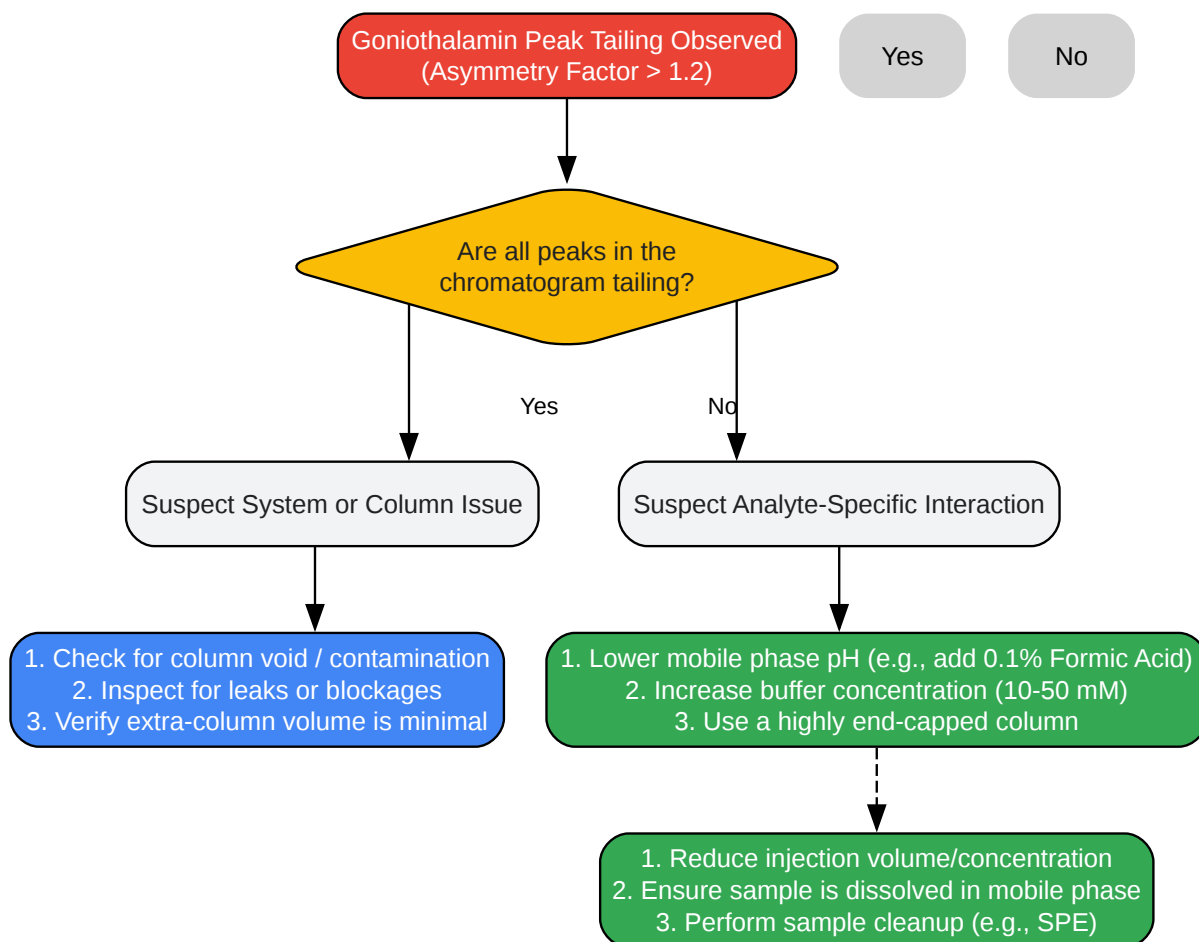 Goniothalamin Peak Tailing Observed
(Asymmetry Factor > 1.2)
Yes
No
Are all peaks in the
chromatogram tailing?
Yes
No
Suspect System or Column Issue
Suspect Analyte-Specific Interaction
1. Check for column void / contamination
2. Inspect for leaks or blockages
3. Verify extra-column volume is minimal
1. Lower mobile phase pH (e.g., add 0.1% Formic Acid)
2. Increase buffer concentration (10-50 mM)
3. Use a highly end-capped column
1. Reduce injection volume/concentration
2. Ensure sample is dissolved in mobile phase
3. Perform sample cleanup (e.g., SPE)